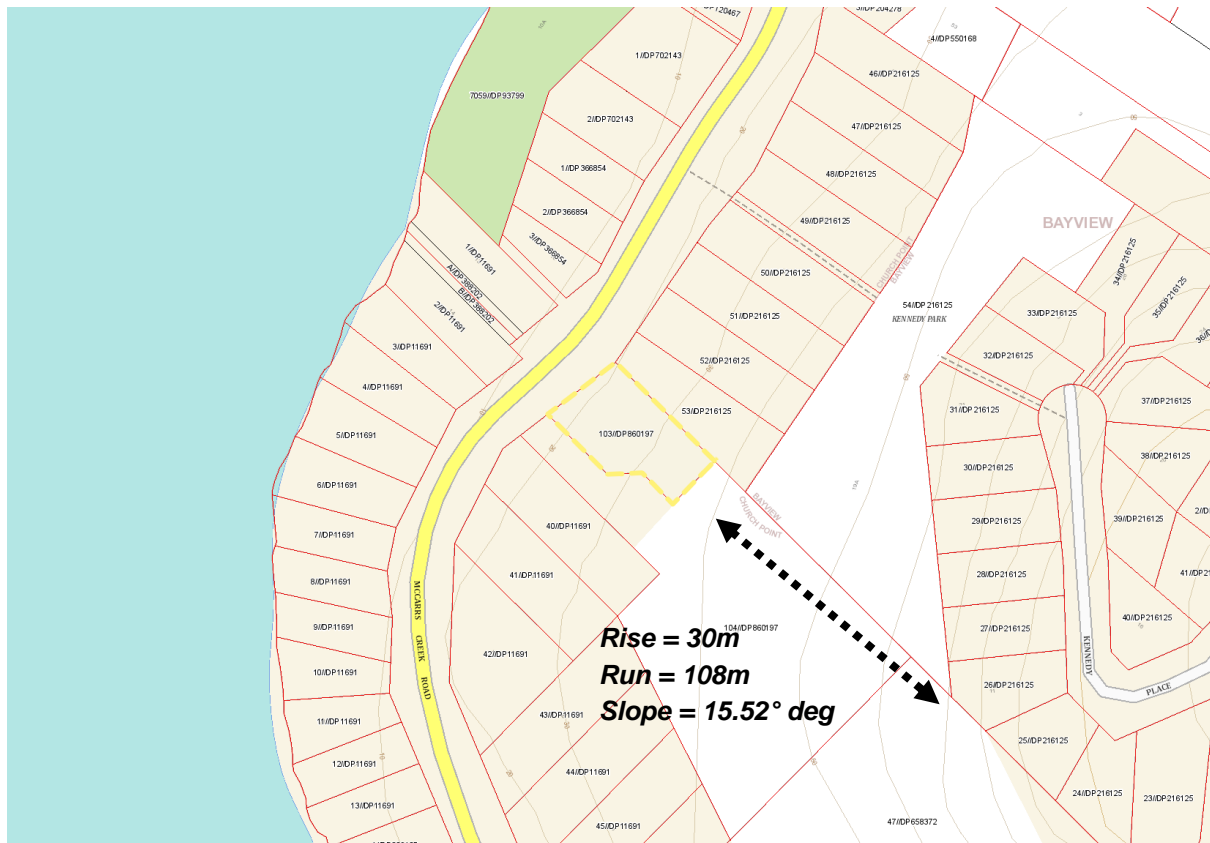 7059//DP93799
1//DP702143
2//DP702143
1//DP366854
2//DP366854
3//DP366854
1//DP11691
A//DP388202
B//DP388202
2//DP11691
3//DP11691
4//DP11691
5//DP11691
6//DP11691
7//DP11691
8//DP11691
9//DP11691
10//DP11691
11//DP11691
12//DP11691
13//DP11691
MCCARRS
CREEK
ROAD
4//DP550168
46//DP216125
47//DP216125
48//DP216125
49//DP216125
50//DP216125
51//DP216125
52//DP216125
53//DP216125
CHURCH POINT
BAYVIEW
54//DP216125
KENNEDY PARK
BAYVIEW
103//DP860197
BAYVIEW
CHURCH POINT
40//DP11691
41//DP11691
42//DP11691
43//DP11691
44//DP11691
45//DP11691
104//DP860197
Rise = 30m
Run = 108m
Slope = 15.52° deg
47//DP658372
34//DP216125
35//DP216125
33//DP216125
32//DP216125
31//DP216125
30//DP216125
29//DP216125
28//DP216125
27//DP216125
26//DP216125
25//DP216125
24//DP216125
23//DP216125
37//DP216125
38//DP216125
39//DP216125
40//DP216125
KENNEDY
PLACE